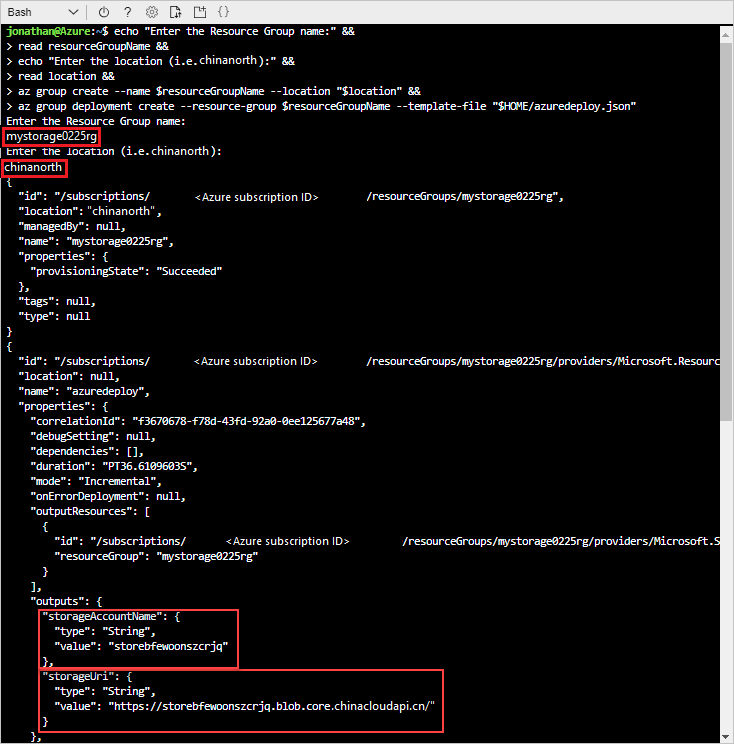 Bash
jonathan@Azure:~$ echo "Enter the Resource Group name:" &&
> read resourceGroupName &&
> echo "Enter the location (i.e.chinanorth):" &&
> read location &&
> az group create --name $resourceGroupName --location "$location" &&
> az group deployment create --resource-group $resourceGroupName --template-file "$HOME/azuredeploy.json"
Enter the Resource Group name:
mystorage0225rg
Enter the location (i.e.chinanorth):
chinanorth
{
"id": "/subscriptions/ <Azure subscription ID> /resourceGroups/mystorage0225rg",
"location": "chinanorth",
"managedBy": null,
"name": "mystorage0225rg",
"properties": {
"provisioningState": "Succeeded"
},
"tags": null,
"type": null
}
{
"id": "/subscriptions/ <Azure subscription ID> /resourceGroups/mystorage0225rg/providers/Microsoft.Resourc
"location": null,
"name": "azuredeploy",
"properties": {
"correlationId": "f3670678-f78d-43fd-92a0-0ee125677a48",
"debugSetting": null,
"dependencies": [],
"duration": "PT36.6109603S",
"mode": "Incremental",
"onErrorDeployment": null,
"outputResources": [
{
"id": "/subscriptions/ <Azure subscription ID> /resourceGroups/mystorage0225rg/providers/Microsoft.S
"resourceGroup": "mystorage0225rg"
}
],
"outputs": {
"storageAccountName": {
"type": "String",
"value": "storebfewoonszcrjq"
},
"storageUri": {
"type": "String",
"value": "https://storebfewoonszcrjq.blob.core.chinacloudapi.cn/"
}
},